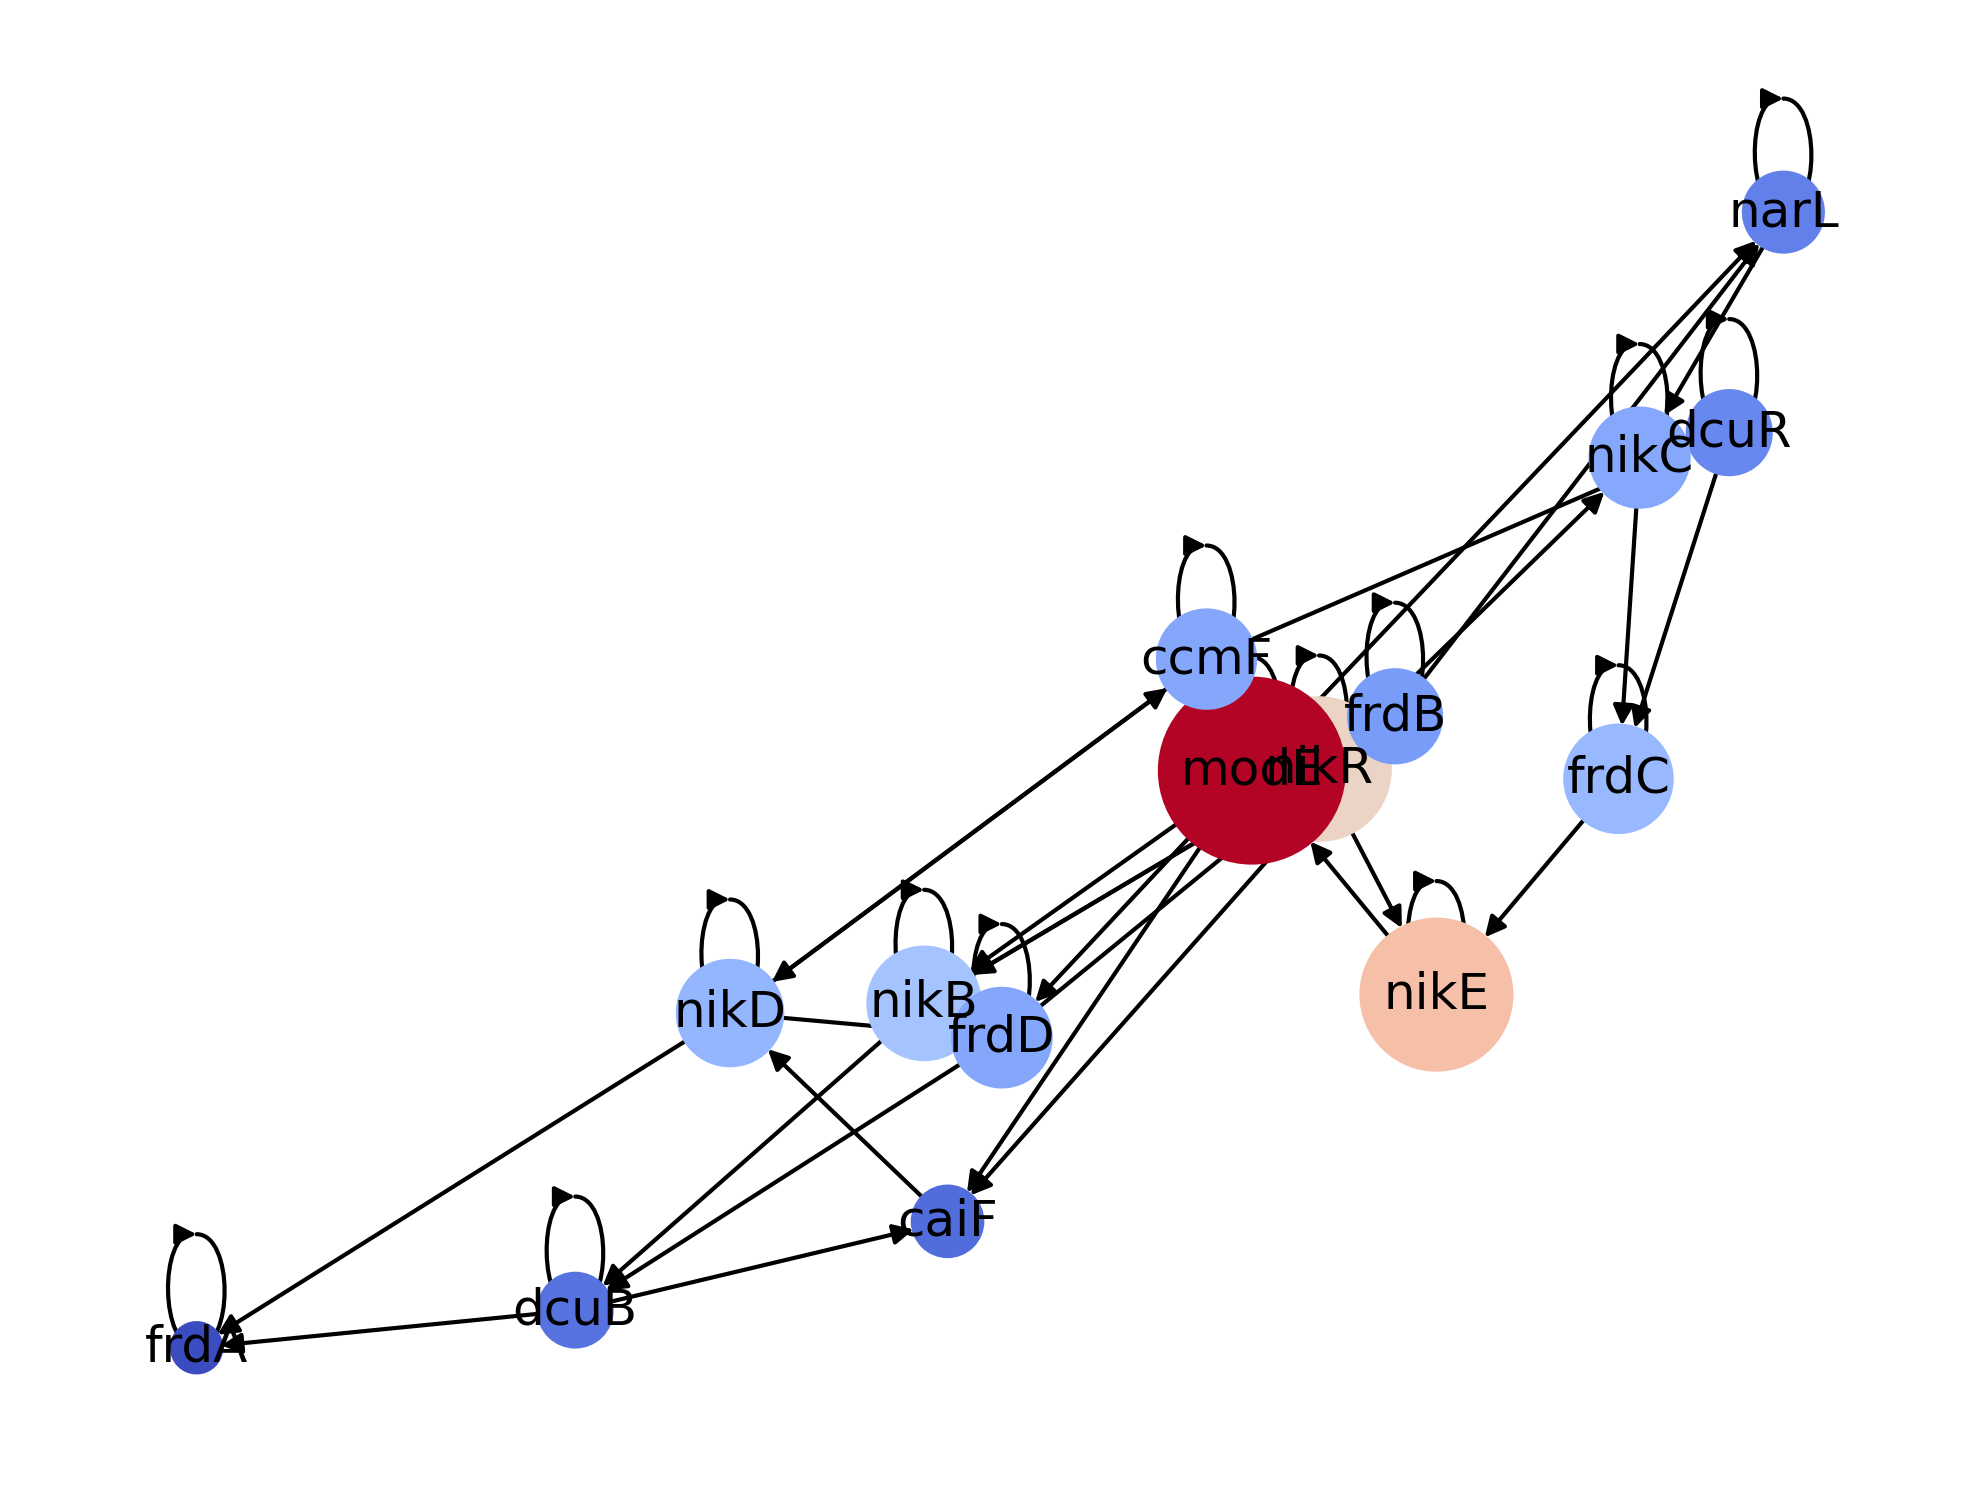 narL
dcuR
nikC
ccmF
frdB
modE
nikR
frdC
nikE
nikB
nikD
frdD
caiF
dcuB
frdA